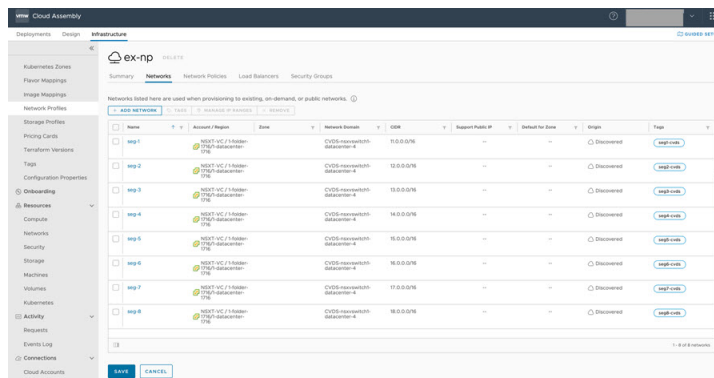 vmw Cloud Assembly
Deployments Design Infrastructure GUIDED SET
Kubernetes Zones
Flavor Mappings
Image Mappings
Network Profiles
Storage Profiles
Pricing Cards
Terraform Versions
Tags
Configuration Properties
Onboarding
Resources
Compute
Networks
Security
Storage
Machines
Volumes
Kubernetes
Activity
Requests
Events Log
Connections
Cloud Accounts
ex-np DELETE
Summary Networks Network Policies Load Balancers Security Groups
Networks listed here are used when provisioning to existing, on-demand, or public networks.
+ ADD NETWORK TAGS MANAGE IP RANGES × REMOVE
Name Account / Region Zone Network Domain CIDR Support Public IP Default for Zone Origin Tags
seg-1 NSXT-VC / 1-folder-1716/1-datacenter-1716 CVDS-nsxvswitch1-datacenter-4 11.0.0.0/16 -- -- Discovered seg1-cvds
seg-2 NSXT-VC / 1-folder-1716/1-datacenter-1716 CVDS-nsxvswitch1-datacenter-4 12.0.0.0/16 -- -- Discovered seg2-cvds
seg-3 NSXT-VC / 1-folder-1716/1-datacenter-1716 CVDS-nsxvswitch1-datacenter-4 13.0.0.0/16 -- -- Discovered seg3-cvds
seg-4 NSXT-VC / 1-folder-1716/1-datacenter-1716 CVDS-nsxvswitch1-datacenter-4 14.0.0.0/16 -- -- Discovered seg4-cvds
seg-5 NSXT-VC / 1-folder-1716/1-datacenter-1716 CVDS-nsxvswitch1-datacenter-4 15.0.0.0/16 -- -- Discovered seg5-cvds
seg-6 NSXT-VC / 1-folder-1716/1-datacenter-1716 CVDS-nsxvswitch1-datacenter-4 16.0.0.0/16 -- -- Discovered seg6-cvds
seg-7 NSXT-VC / 1-folder-1716/1-datacenter-1716 CVDS-nsxvswitch1-datacenter-4 17.0.0.0/16 -- -- Discovered seg7-cvds
seg-8 NSXT-VC / 1-folder-1716/1-datacenter-1716 CVDS-nsxvswitch1-datacenter-4 18.0.0.0/16 -- -- Discovered seg8-cvds
1 - 8 of 8 networks
SAVE CANCEL